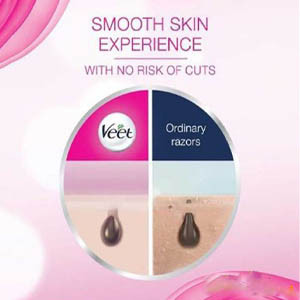 SMOOTH SKIN
EXPERIENCE
WITH NO RISK OF CUTS
Veet
Ordinary
razors